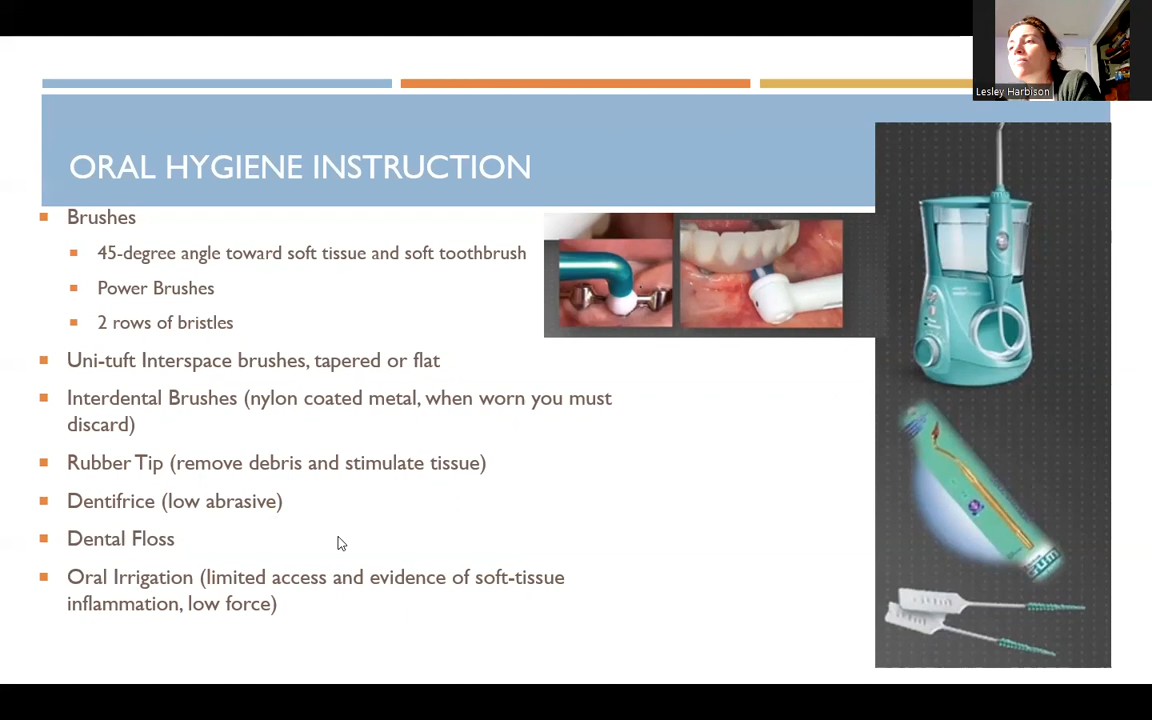 Lesley Harbison
ORAL HYGIENE INSTRUCTION
Brushes
45-degree angle toward soft tissue and soft toothbrush
Power Brushes
2 rows of bristles
Uni-tuft Interspace brushes, tapered or flat
Interdental Brushes (nylon coated metal, when worn you must
discard)
Rubber Tip (remove debris and stimulate tissue)
Dentifrice (low abrasive)
Dental Floss
Oral Irrigation (limited access and evidence of soft-tissue
inflammation, low force)
GUM